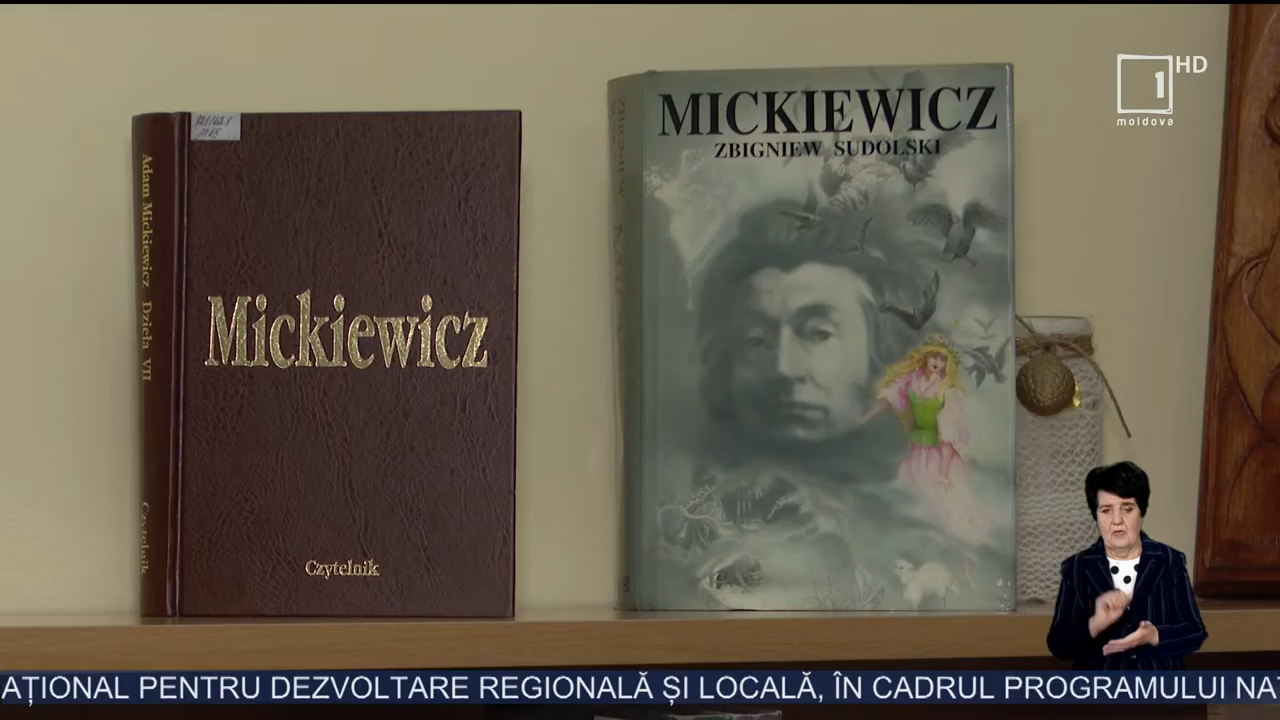 Adam Mickiewicz Dzieła VII
Czytelnik
Mickiewicz
Czytelnik
MICKIEWICZ
ZBIGNIEW SUDOLSKI
1 HD
moldova
AȚIONAL PENTRU DEZVOLTARE REGIONALĂ ȘI LOCALĂ, ÎN CADRUL PROGRAMULUI NAȚ